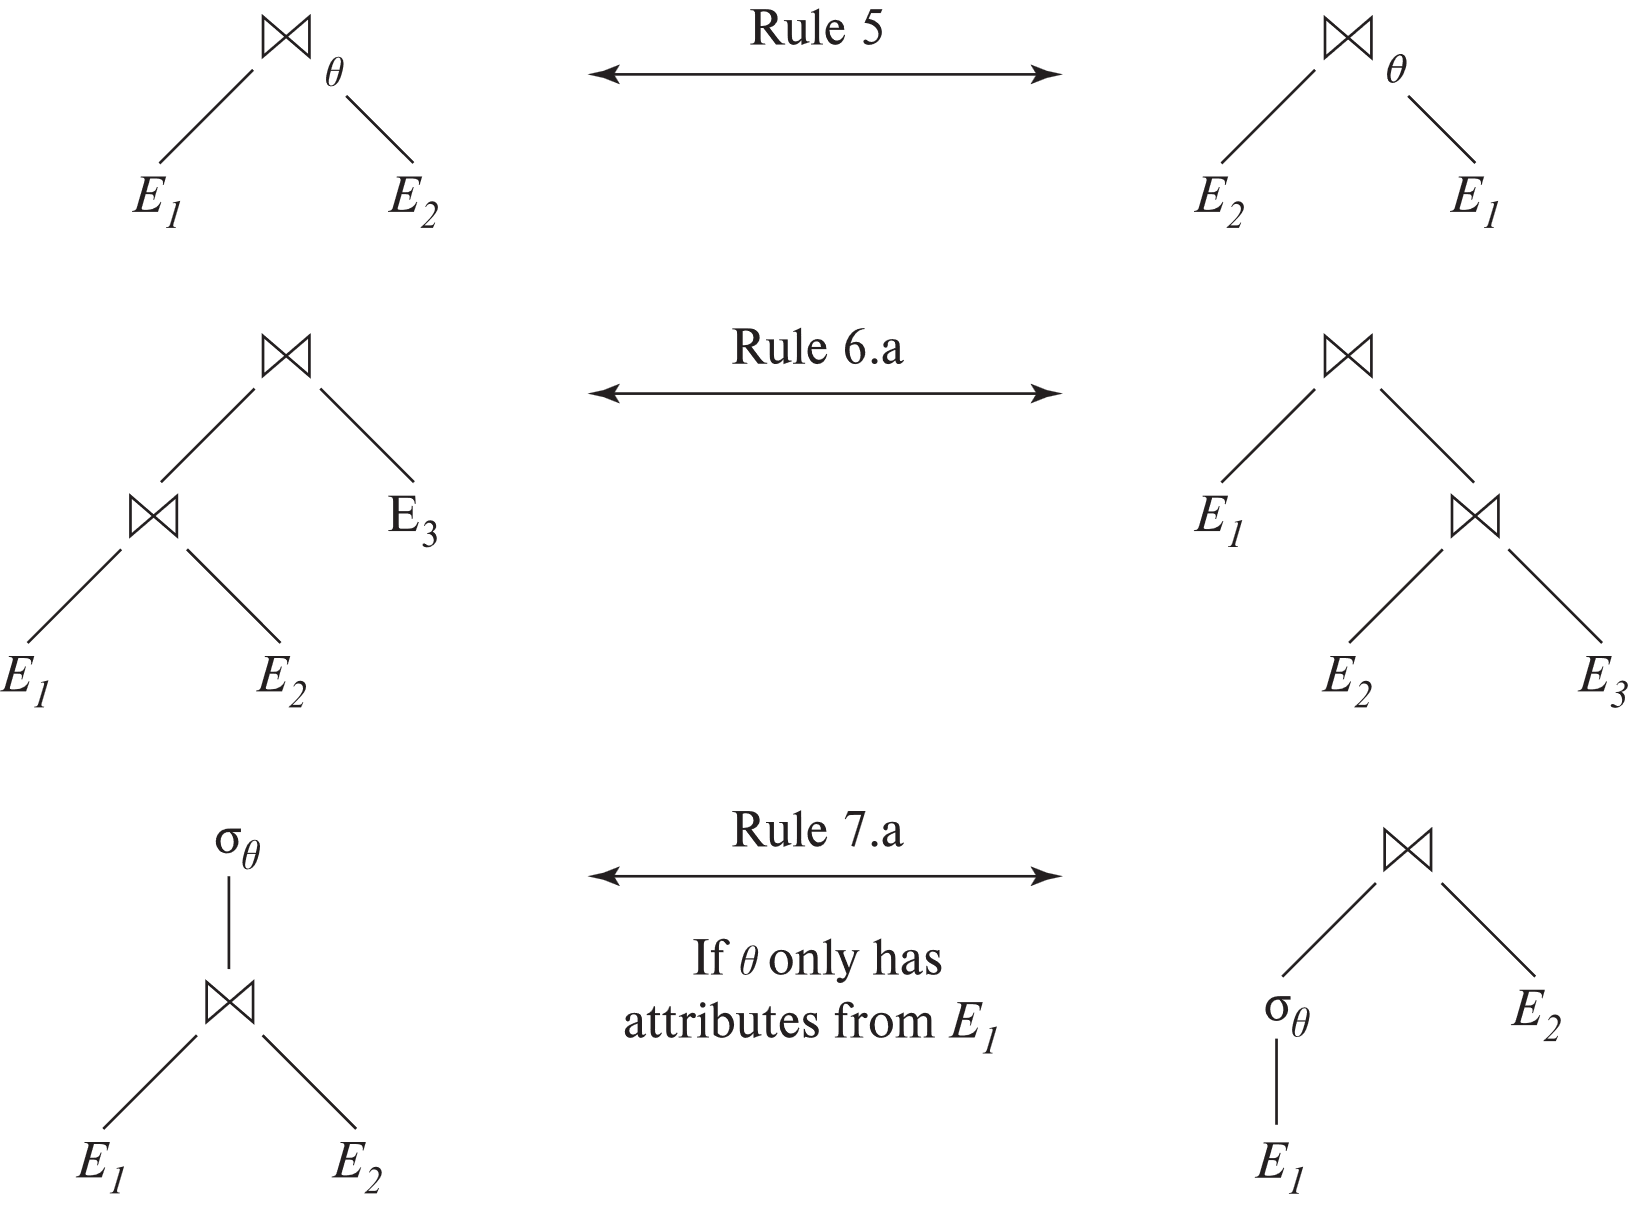 Rule 5
⋈θ ⋈θ
E1 E2 E2 E1
Rule 6.a
⋈ ⋈
⋈ E3 E1 ⋈
E1 E2 E2 E3
Rule 7.a
σθ ⋈
If θ only has
attributes from E1
⋈ σθ E2
E1 E2 E1